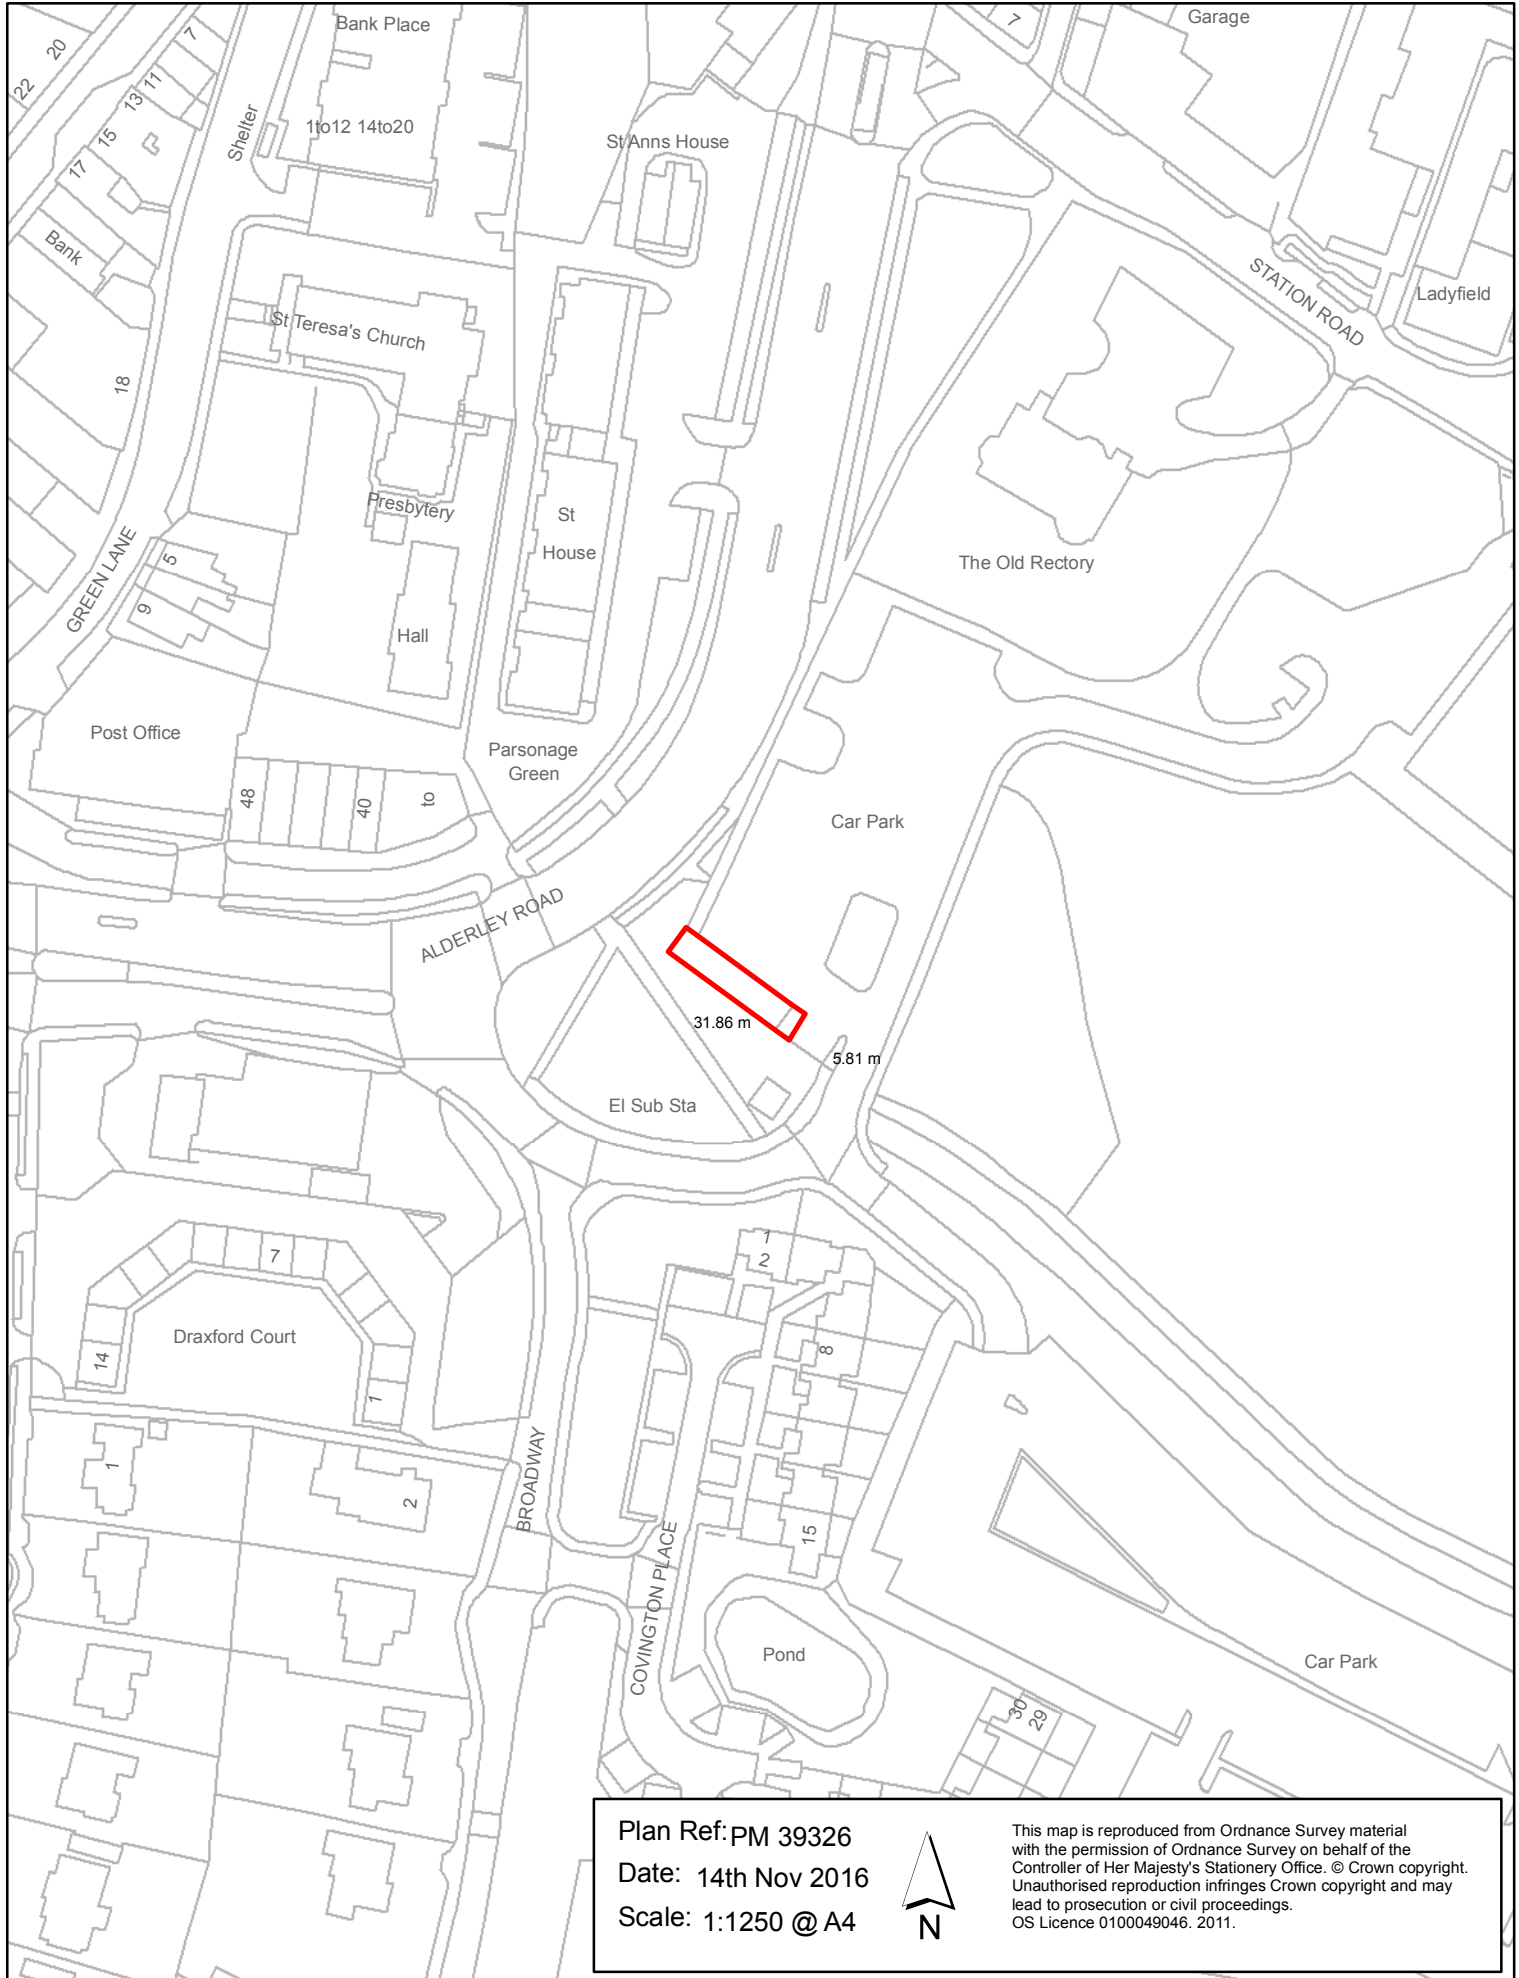 Bank Place
7
Garage
20
7
22
11
13
15
17
Shelter
1to12 14to20
St Anns House
Bank
STATION ROAD
Ladyfield
St Teresa's Church
18
Presbytery
St
House
GREEN LANE
5
9
The Old Rectory
Hall
Post Office
Parsonage
Green
48
40
to
Car Park
ALDERLEY ROAD
31.86 m
5.81 m
El Sub Sta
1
2
7
Draxford Court
14
1
8
1
2
BROADWAY
15
COVINGTON PLACE
Pond
Car Park
30
29
Plan Ref: PM 39326
Date: 14th Nov 2016
Scale: 1:1250 @ A4
N
This map is reproduced from Ordnance Survey material
with the permission of Ordnance Survey on behalf of the
Controller of Her Majesty's Stationery Office. © Crown copyright.
Unauthorised reproduction infringes Crown copyright and may
lead to prosecution or civil proceedings.
OS Licence 0100049046. 2011.